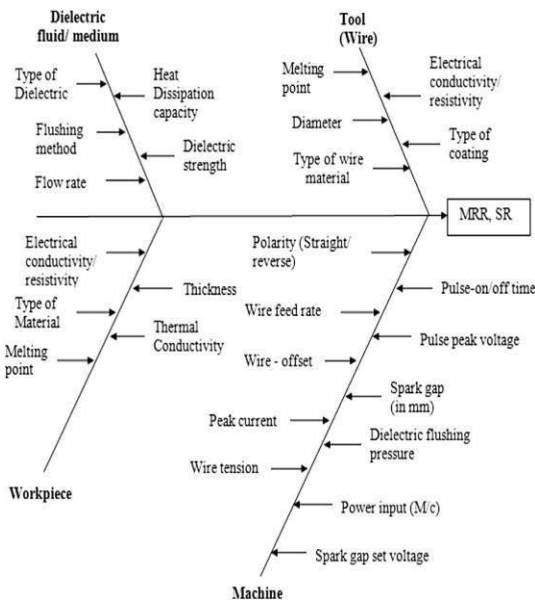 Dielectric
fluid/ medium
Type of
Dielectric
Heat
Dissipation
capacity
Flushing
method
Dielectric
strength
Flow rate
Tool
(Wire)
Melting
point
Electrical
conductivity/
resistivity
Diameter
Type of
coating
Type of wire
material
MRR, SR
Electrical
conductivity/
resistivity
Thickness
Type of
Material
Thermal
Conductivity
Melting
point
Workpiece
Polarity (Straight/
reverse)
Pulse-on/off time
Wire feed rate
Pulse peak voltage
Wire - offset
Spark gap
(in mm)
Peak current
Dielectric flushing
pressure
Wire tension
Power input (M/c)
Spark gap set voltage
Machine